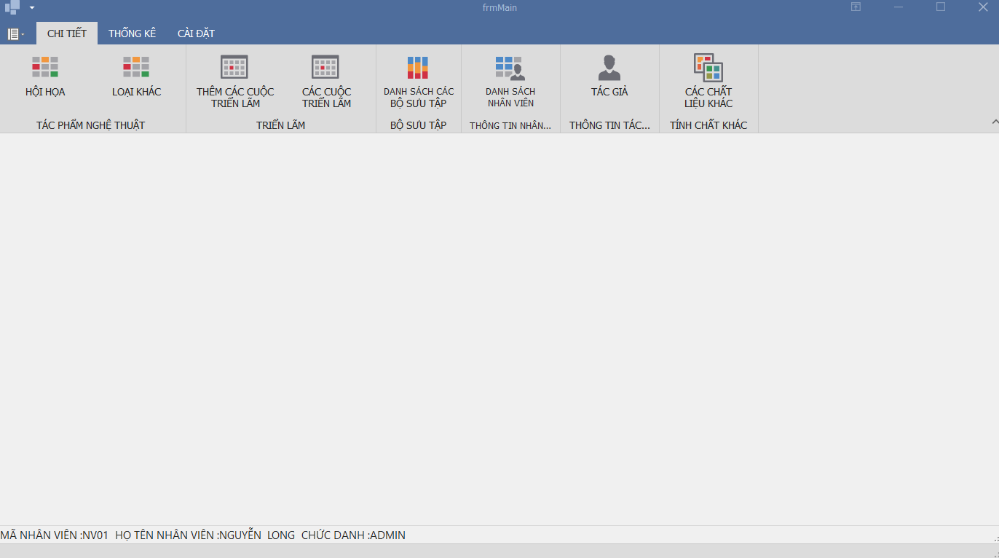 frmMain
CHI TIẾT THỐNG KÊ CÀI ĐẶT
HỘI HỌA
LOẠI KHÁC
THÊM CÁC CUỘC
TRIỂN LÃM
CÁC CUỘC
TRIỂN LÃM
DANH SÁCH CÁC
BỘ SƯU TẬP
DANH SÁCH
NHÂN VIÊN
TÁC GIẢ
CÁC CHẤT
LIỆU KHÁC
TÁC PHẨM NGHỆ THUẬT
TRIỂN LÃM
BỘ SƯU TẬP
THÔNG TIN NHÂN...
THÔNG TIN TÁC...
TÍNH CHẤT KHÁC
MÃ NHÂN VIÊN :NV01 HỌ TÊN NHÂN VIÊN :NGUYỄN LONG CHỨC DANH :ADMIN